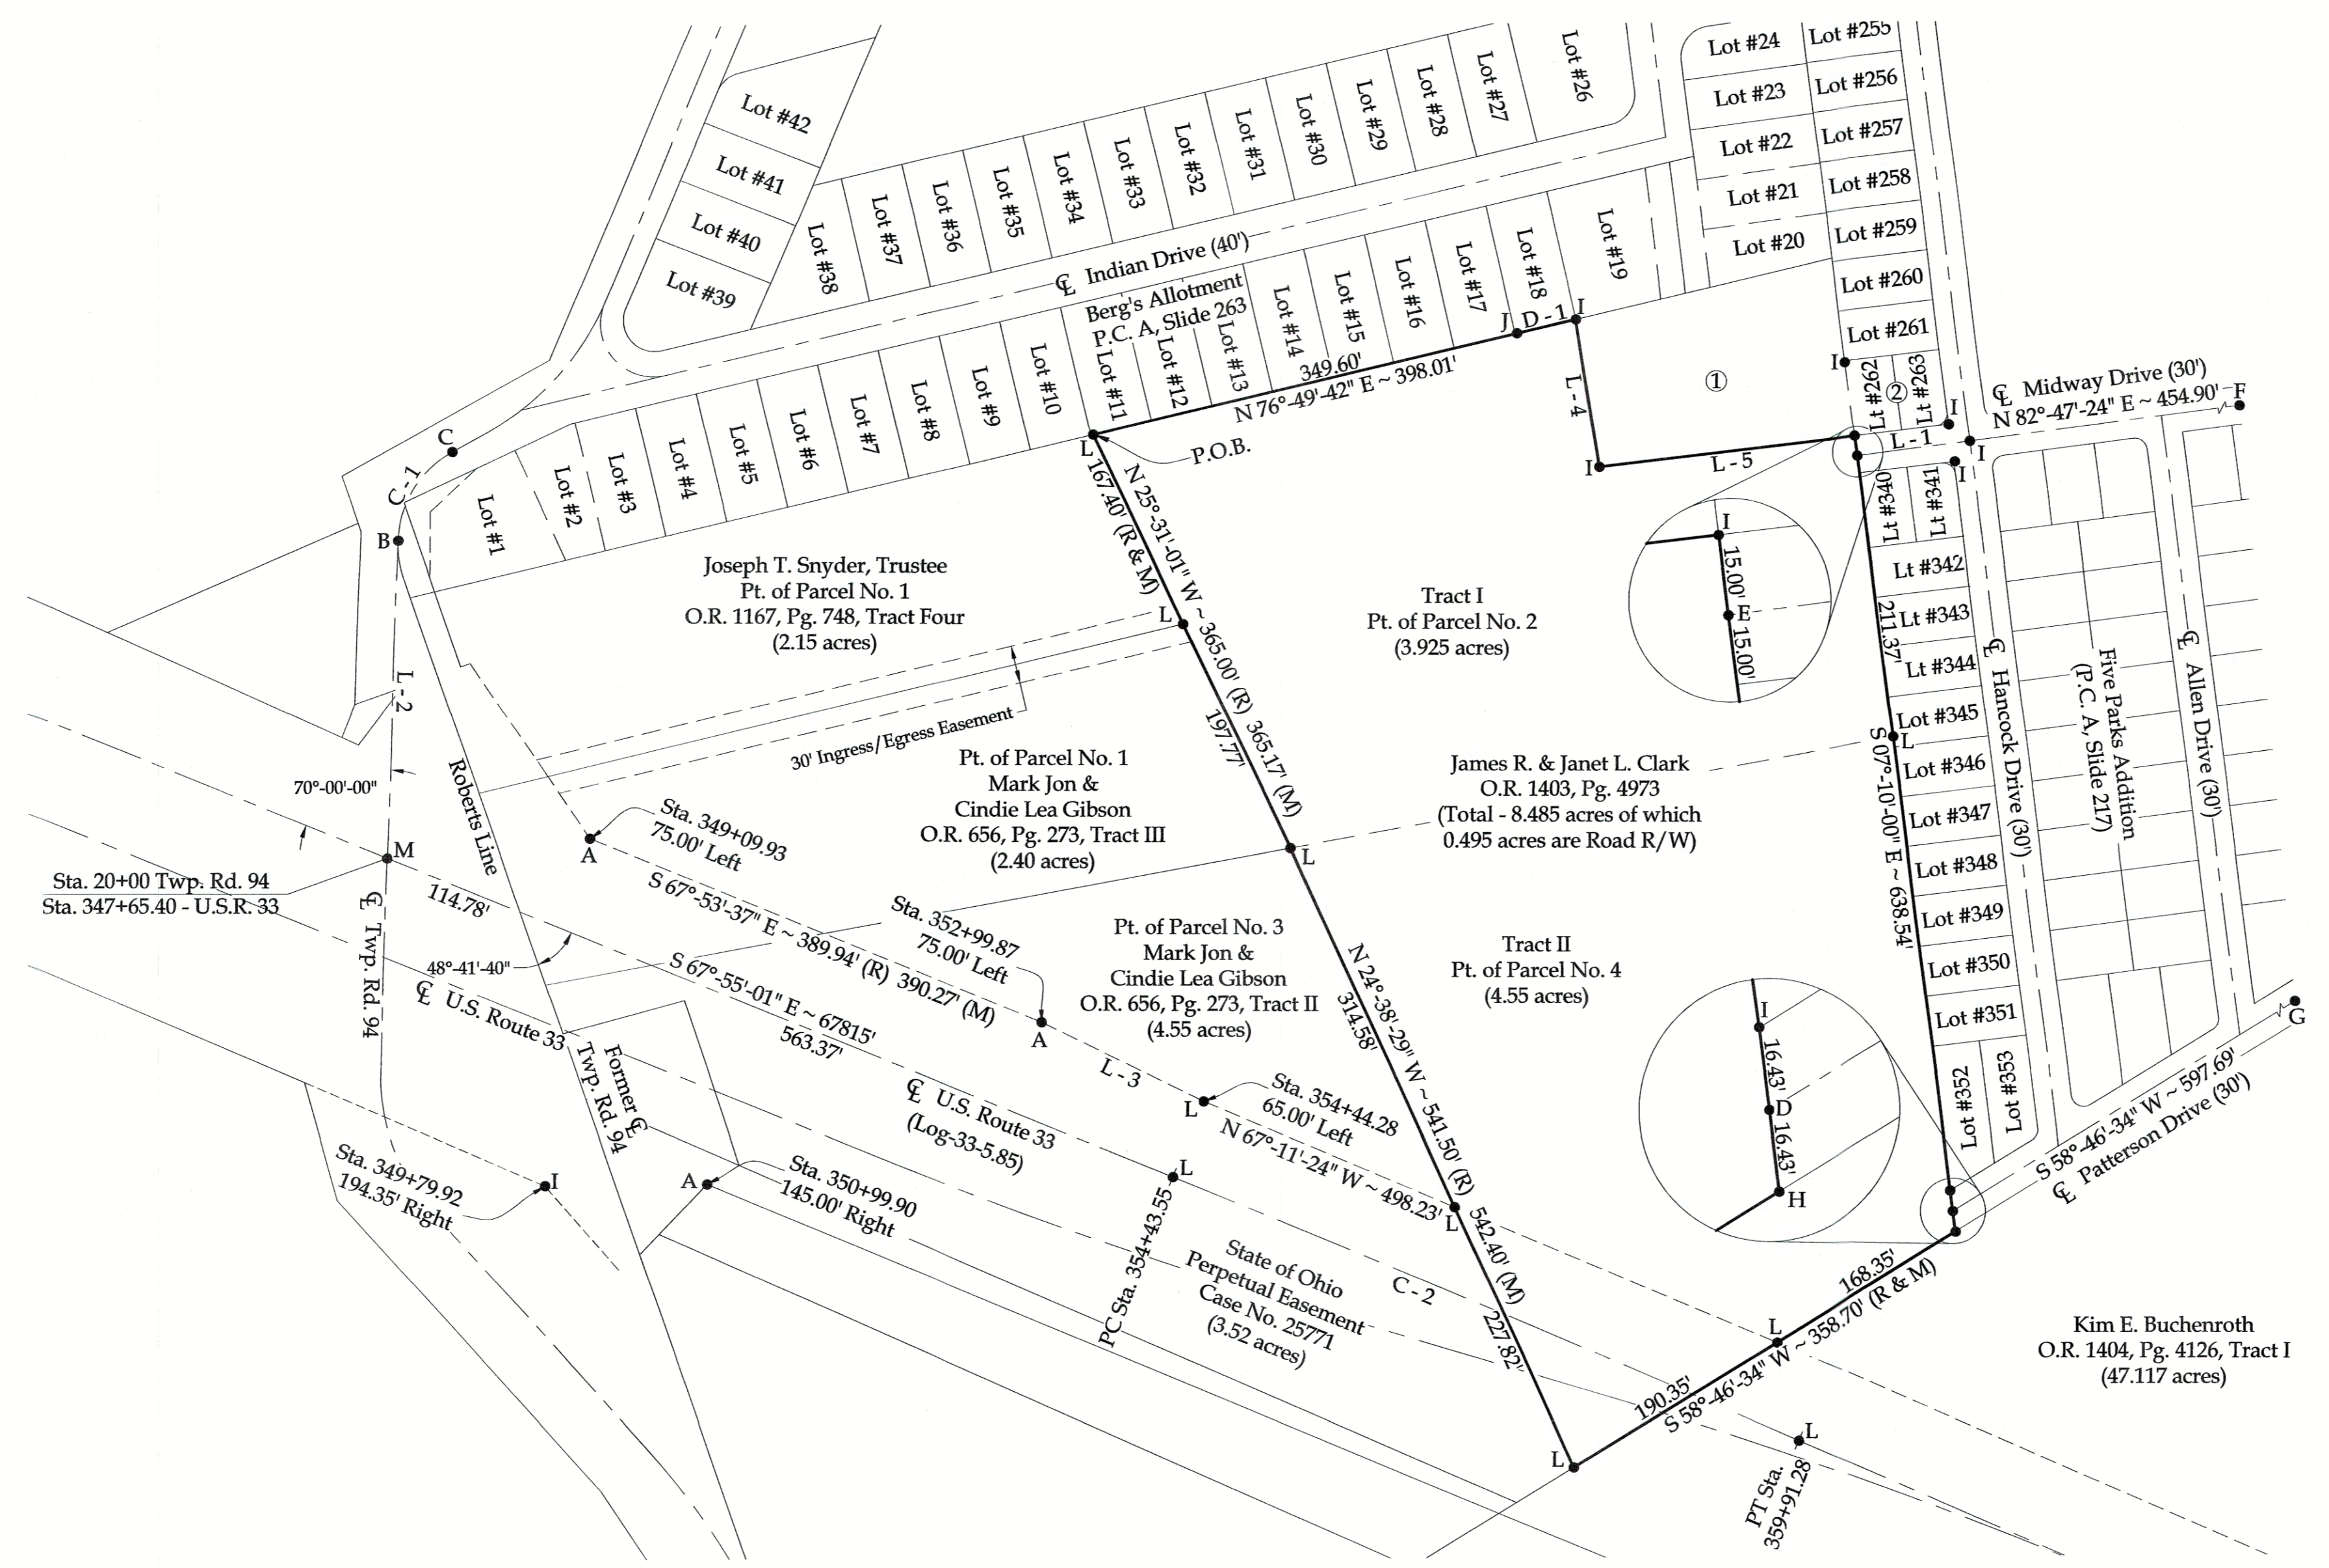 Lot #42
Lot #41
Lot #40
Lot #39
Lot #38
Lot #37
Lot #36
Lot #35
Lot #34
Lot #33
Lot #32
Lot #31
Lot #30
Lot #29
Lot #28
Lot #27
Lot #26
Lot #24
Lot #23
Lot #22
Lot #21
Lot #20
Lot #255
Lot #256
Lot #257
Lot #258
Lot #259
Lot #260
Lot #261
Lt #262
②
Lt #263
℄ Indian Drive (40')
Berg's Allotment
P.C. A, Slide 263
Lot #1
Lot #2
Lot #3
Lot #4
Lot #5
Lot #6
Lot #7
Lot #8
Lot #9
Lot #10
Lot #11
Lot #12
Lot #13
Lot #14
Lot #15
Lot #16
Lot #17
Lot #18
Lot #19
C
C - 1
B
L - 2
J
D - 1
I
349.60'
N 76°-49'-42" E ~ 398.01'
L
P.O.B.
L - 4
I
L - 5
①
I
I
L - 1
I
I
℄ Midway Drive (30')
N 82°-47'-24" E ~ 454.90'
F
I
15.00'
E
15.00'
Lt #340
Lt #341
Lt #342
Lt #343
Lt #344
Lot #345
Lot #346
Lot #347
Lot #348
Lot #349
Lot #350
Lot #351
Lot #352
Lot #353
211.37'
L
S 07°-10'-00" E ~ 638.54'
℄ Hancock Drive (30')
Five Parks Addition
(P.C. A, Slide 217)
℄ Allen Drive (30')
G
S 58°-46'-34" W ~ 597.69'
℄ Patterson Drive (30')
Joseph T. Snyder, Trustee
Pt. of Parcel No. 1
O.R. 1167, Pg. 748, Tract Four
(2.15 acres)
N 25°-31'-01" W ~ 365.00' (R) 365.17' (M)
167.40' (R & M)
L
197.77'
L
Tract I
Pt. of Parcel No. 2
(3.925 acres)
30' Ingress/Egress Easement
Pt. of Parcel No. 1
Mark Jon &
Cindie Lea Gibson
O.R. 656, Pg. 273, Tract III
(2.40 acres)
James R. & Janet L. Clark
O.R. 1403, Pg. 4973
(Total - 8.485 acres of which
0.495 acres are Road R/W)
70°-00'-00"
M
Sta. 20+00 Twp. Rd. 94
Sta. 347+65.40 - U.S.R. 33
114.78'
℄ Twp. Rd. 94
Roberts Line
Sta. 349+09.93
75.00' Left
A
S 67°-53'-37" E ~ 389.94' (R) 390.27' (M)
Sta. 352+99.87
75.00' Left
A
48°-41'-40"
℄ U.S. Route 33
S 67°-55'-01" E ~ 67815'
563.37'
Pt. of Parcel No. 3
Mark Jon &
Cindie Lea Gibson
O.R. 656, Pg. 273, Tract II
(4.55 acres)
Tract II
Pt. of Parcel No. 4
(4.55 acres)
N 24°-38'-29" W ~ 541.50' (R) 542.40' (M)
314.58'
227.82'
L - 3
L
Sta. 354+44.28
65.00' Left
N 67°-11'-24" W ~ 498.23'
L
Former ℄
Twp. Rd. 94
℄ U.S. Route 33
(Log-33-5.85)
L
PC Sta. 354+43.55
Sta. 349+79.92
194.35' Right
I
A
Sta. 350+99.90
145.00' Right
State of Ohio
Perpetual Easement
Case No. 25771
(3.52 acres)
C - 2
I
16.43'
D
16.43'
H
168.35'
L
190.35'
S 58°-46'-34" W ~ 358.70' (R & M)
L
L
PT Sta.
359+91.28
Kim E. Buchenroth
O.R. 1404, Pg. 4126, Tract I
(47.117 acres)